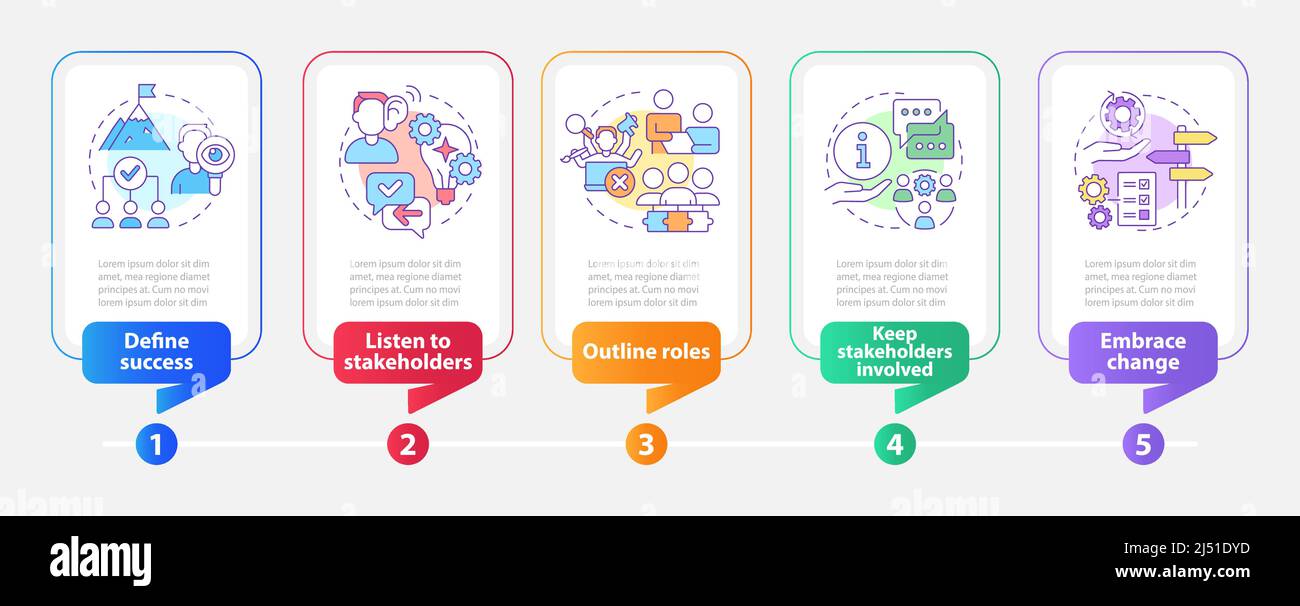 Lorem ipsum dolor sit dim
amet, mea regione diamet
principes at. Cum no movi
lorem ipsum dolor sit dim
Define
success
1
Lorem ipsum dolor sit dim
amet, mea regione diamet
principes at. Cum no movi
lorem ipsum dolor sit dim
Listen to
stakeholders
2
Lorem ipsum dolor sit dim
amet, mea regione diamet
principes at. Cum no movi
lorem ipsum dolor sit dim
Outline roles
3
Lorem ipsum dolor sit dim
amet, mea regione diamet
principes at. Cum no movi
lorem ipsum dolor sit dim
Keep
stakeholders
involved
4
Lorem ipsum dolor sit dim
amet, mea regione diamet
principes at. Cum no movi
lorem ipsum dolor sit dim
Embrace
change
5
alamy
alamy
alamy
Image ID: 2J51DYD
www.alamy.com